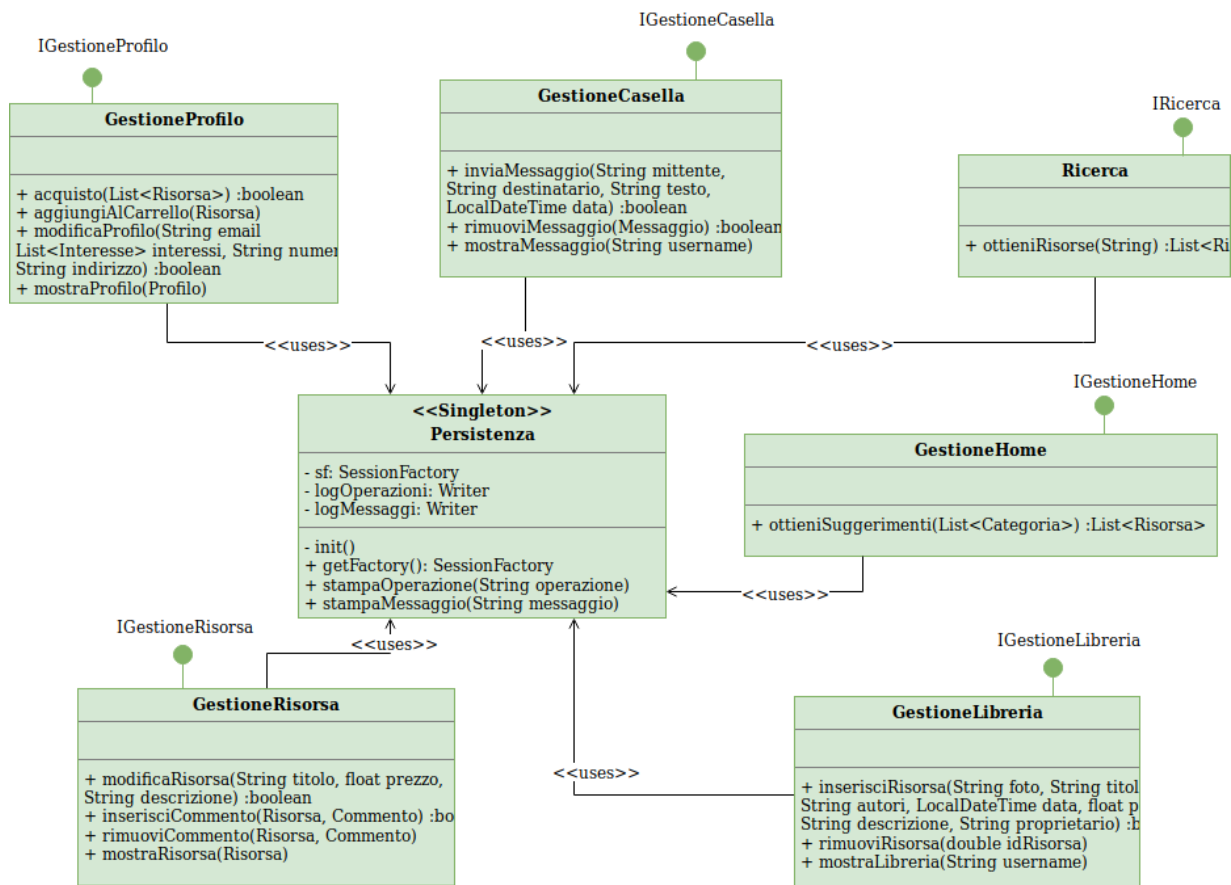 IGestioneProfilo
GestioneProfilo
+ acquisto(List<Risorsa>) :boolean
+ aggiungiAlCarrello(Risorsa)
+ modificaProfilo(String email
List<Interesse> interessi, String numer
String indirizzo) :boolean
+ mostraProfilo(Profilo)
IGestioneCasella
GestioneCasella
+ inviaMessaggio(String mittente,
String destinatario, String testo,
LocalDateTime data) :boolean
+ rimuoviMessaggio(Messaggio) :boolean
+ mostraMessaggio(String username)
IRicerca
Ricerca
+ ottieniRisorse(String) :List<Ri
<<uses>>
<<uses>>
<<uses>>
<<Singleton>>
Persistenza
- sf: SessionFactory
- logOperazioni: Writer
- logMessaggi: Writer
- init()
+ getFactory(): SessionFactory
+ stampaOperazione(String operazione)
+ stampaMessaggio(String messaggio)
IGestioneHome
GestioneHome
+ ottieniSuggerimenti(List<Categoria>) :List<Risorsa>
<<uses>>
IGestioneRisorsa
<<uses>>
GestioneRisorsa
+ modificaRisorsa(String titolo, float prezzo,
String descrizione) :boolean
+ inserisciCommento(Risorsa, Commento) :bo
+ rimuoviCommento(Risorsa, Commento)
+ mostraRisorsa(Risorsa)
IGestioneLibreria
GestioneLibreria
<<uses>>
+ inserisciRisorsa(String foto, String titol
String autori, LocalDateTime data, float p
String descrizione, String proprietario) :b
+ rimuoviRisorsa(double idRisorsa)
+ mostraLibreria(String username)